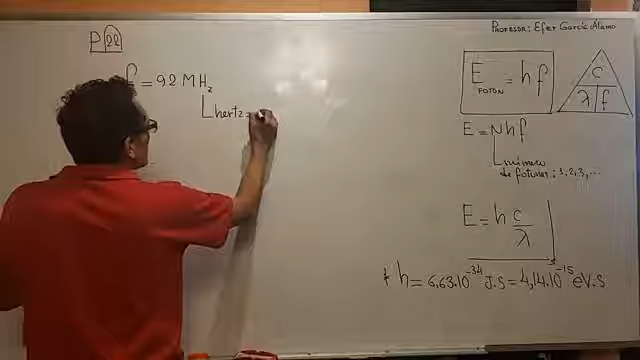 PROFESOR: Efer García Alamo
P 22
f = 92 MHz
hertz =
E FOTON = hf
c
λ f
E = Nhf
número
de fotones: 1,2,3,...
E = h c/λ
* h = 6,63.10^-34 J.S = 4,14.10^-15 eV.S